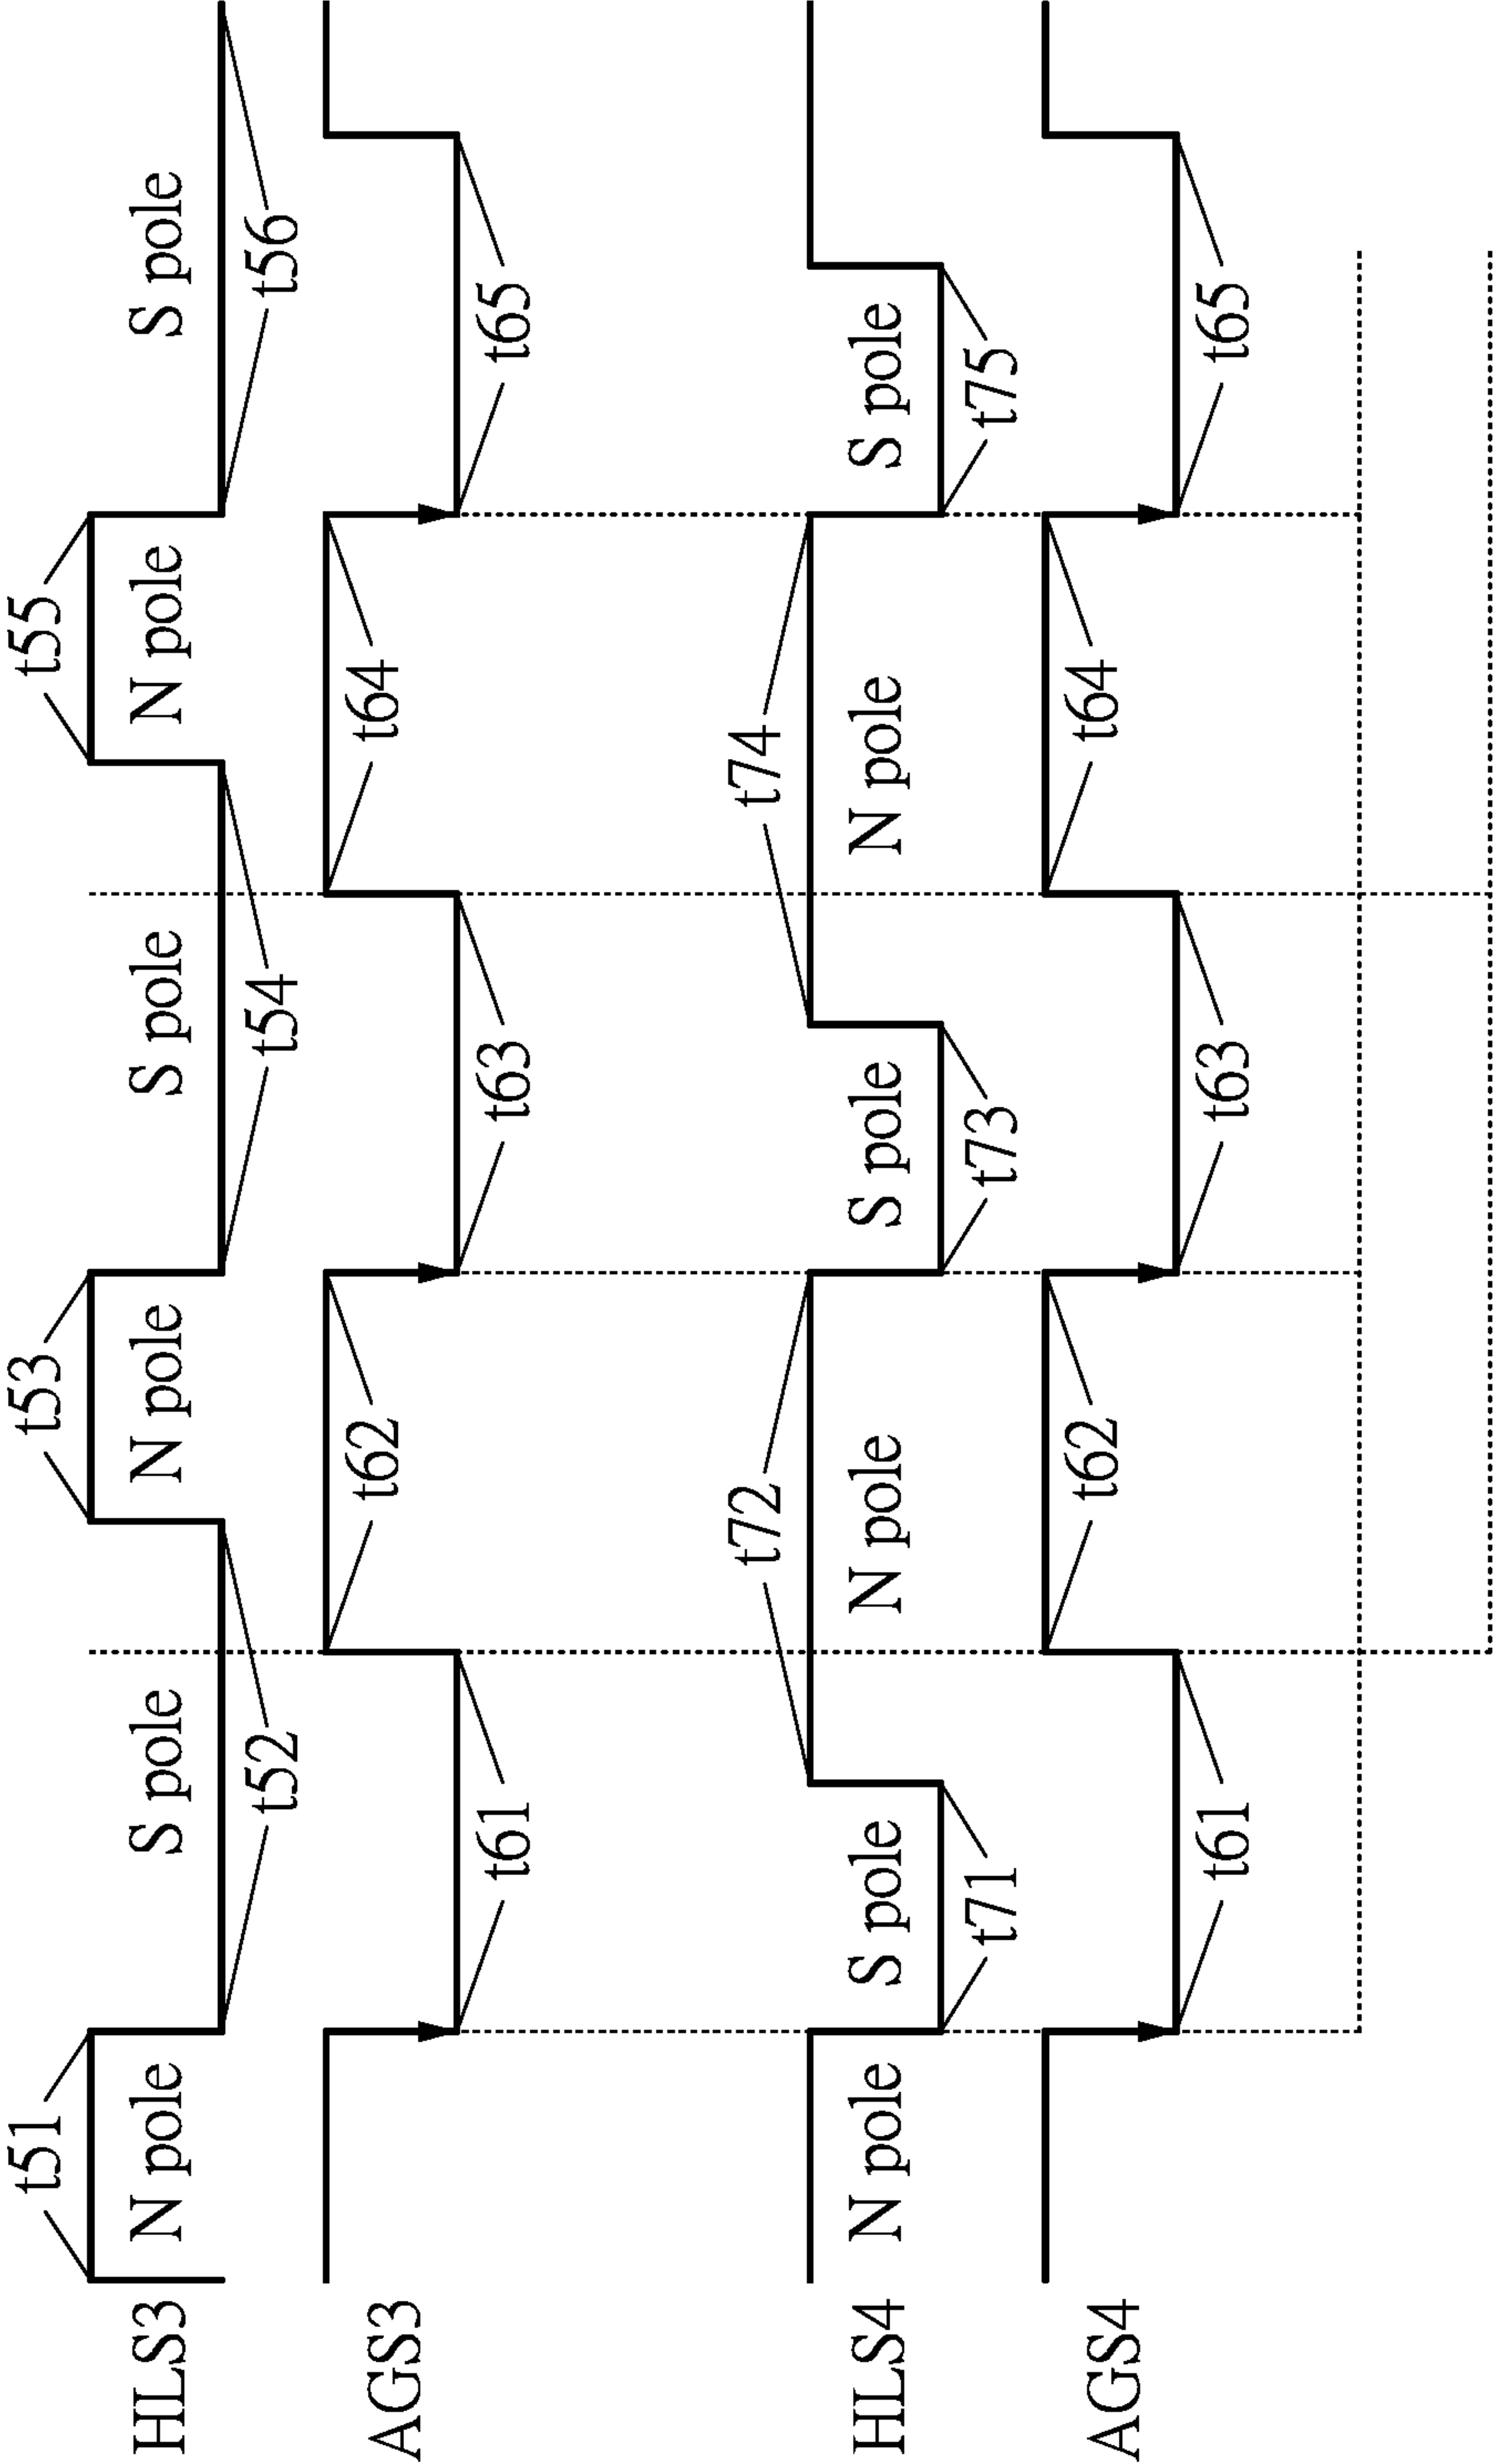 t51 t53 t55
HLS3 N pole S pole N pole S pole N pole S pole
t52 t54 t56
t62 t64
AGS3
t61 t63 t65
t72 t74
HLS4 N pole S pole N pole S pole N pole S pole
t71 t73 t75
t62 t64
AGS4
t61 t63 t65